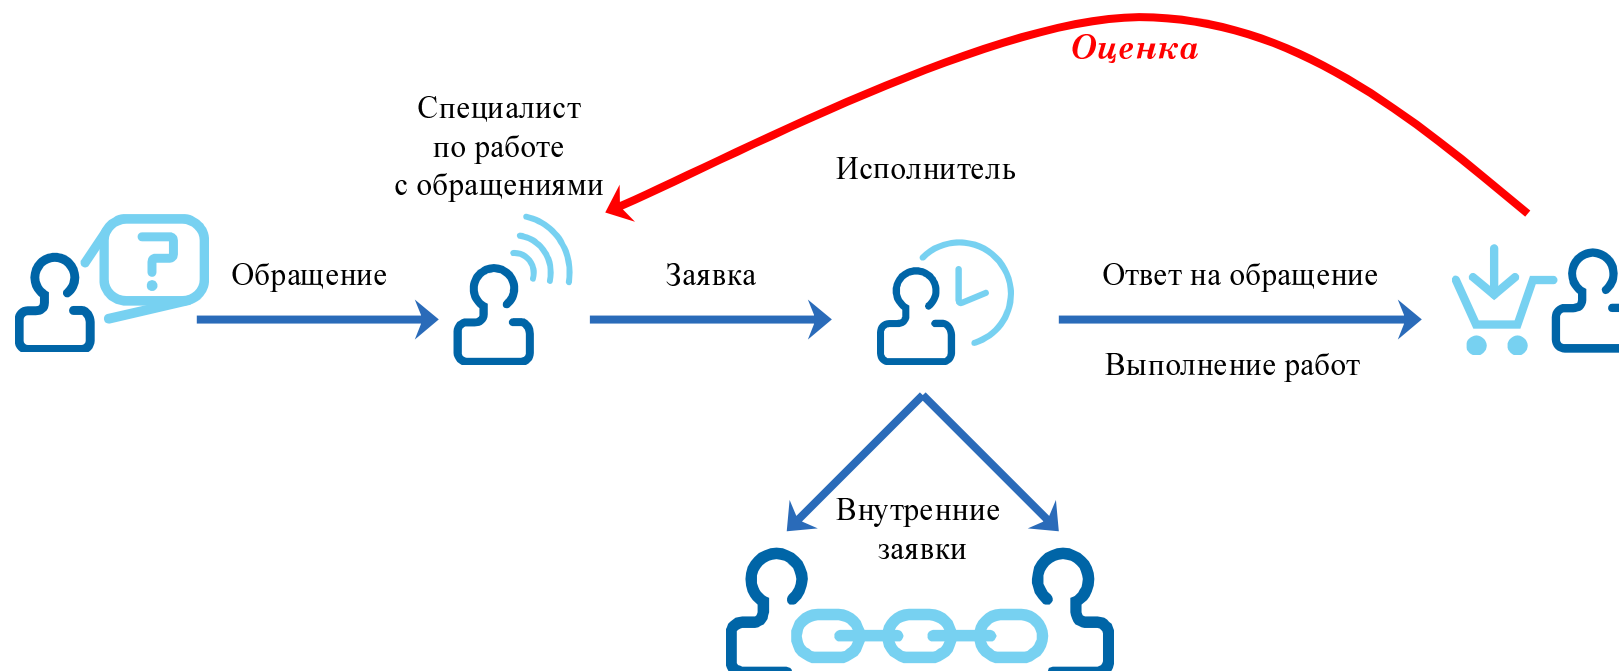 Оценка
Специалист
по работе
с обращениями
Исполнитель
?
Обращение
Заявка
Ответ на обращение
Выполнение работ
Внутренние
заявки